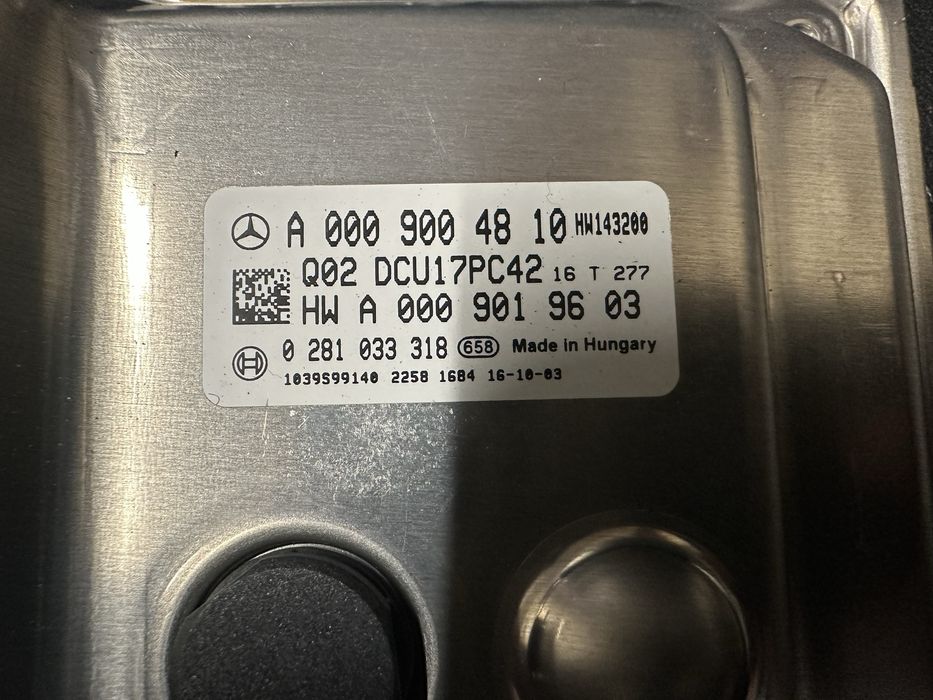 A 000 900 48 10 HW143200
Q02 DCU17PC42 16 T 277
HW A 000 901 96 03
0 281 033 318 658 Made in Hungary
1039S99140 2258 1684 16-10-03